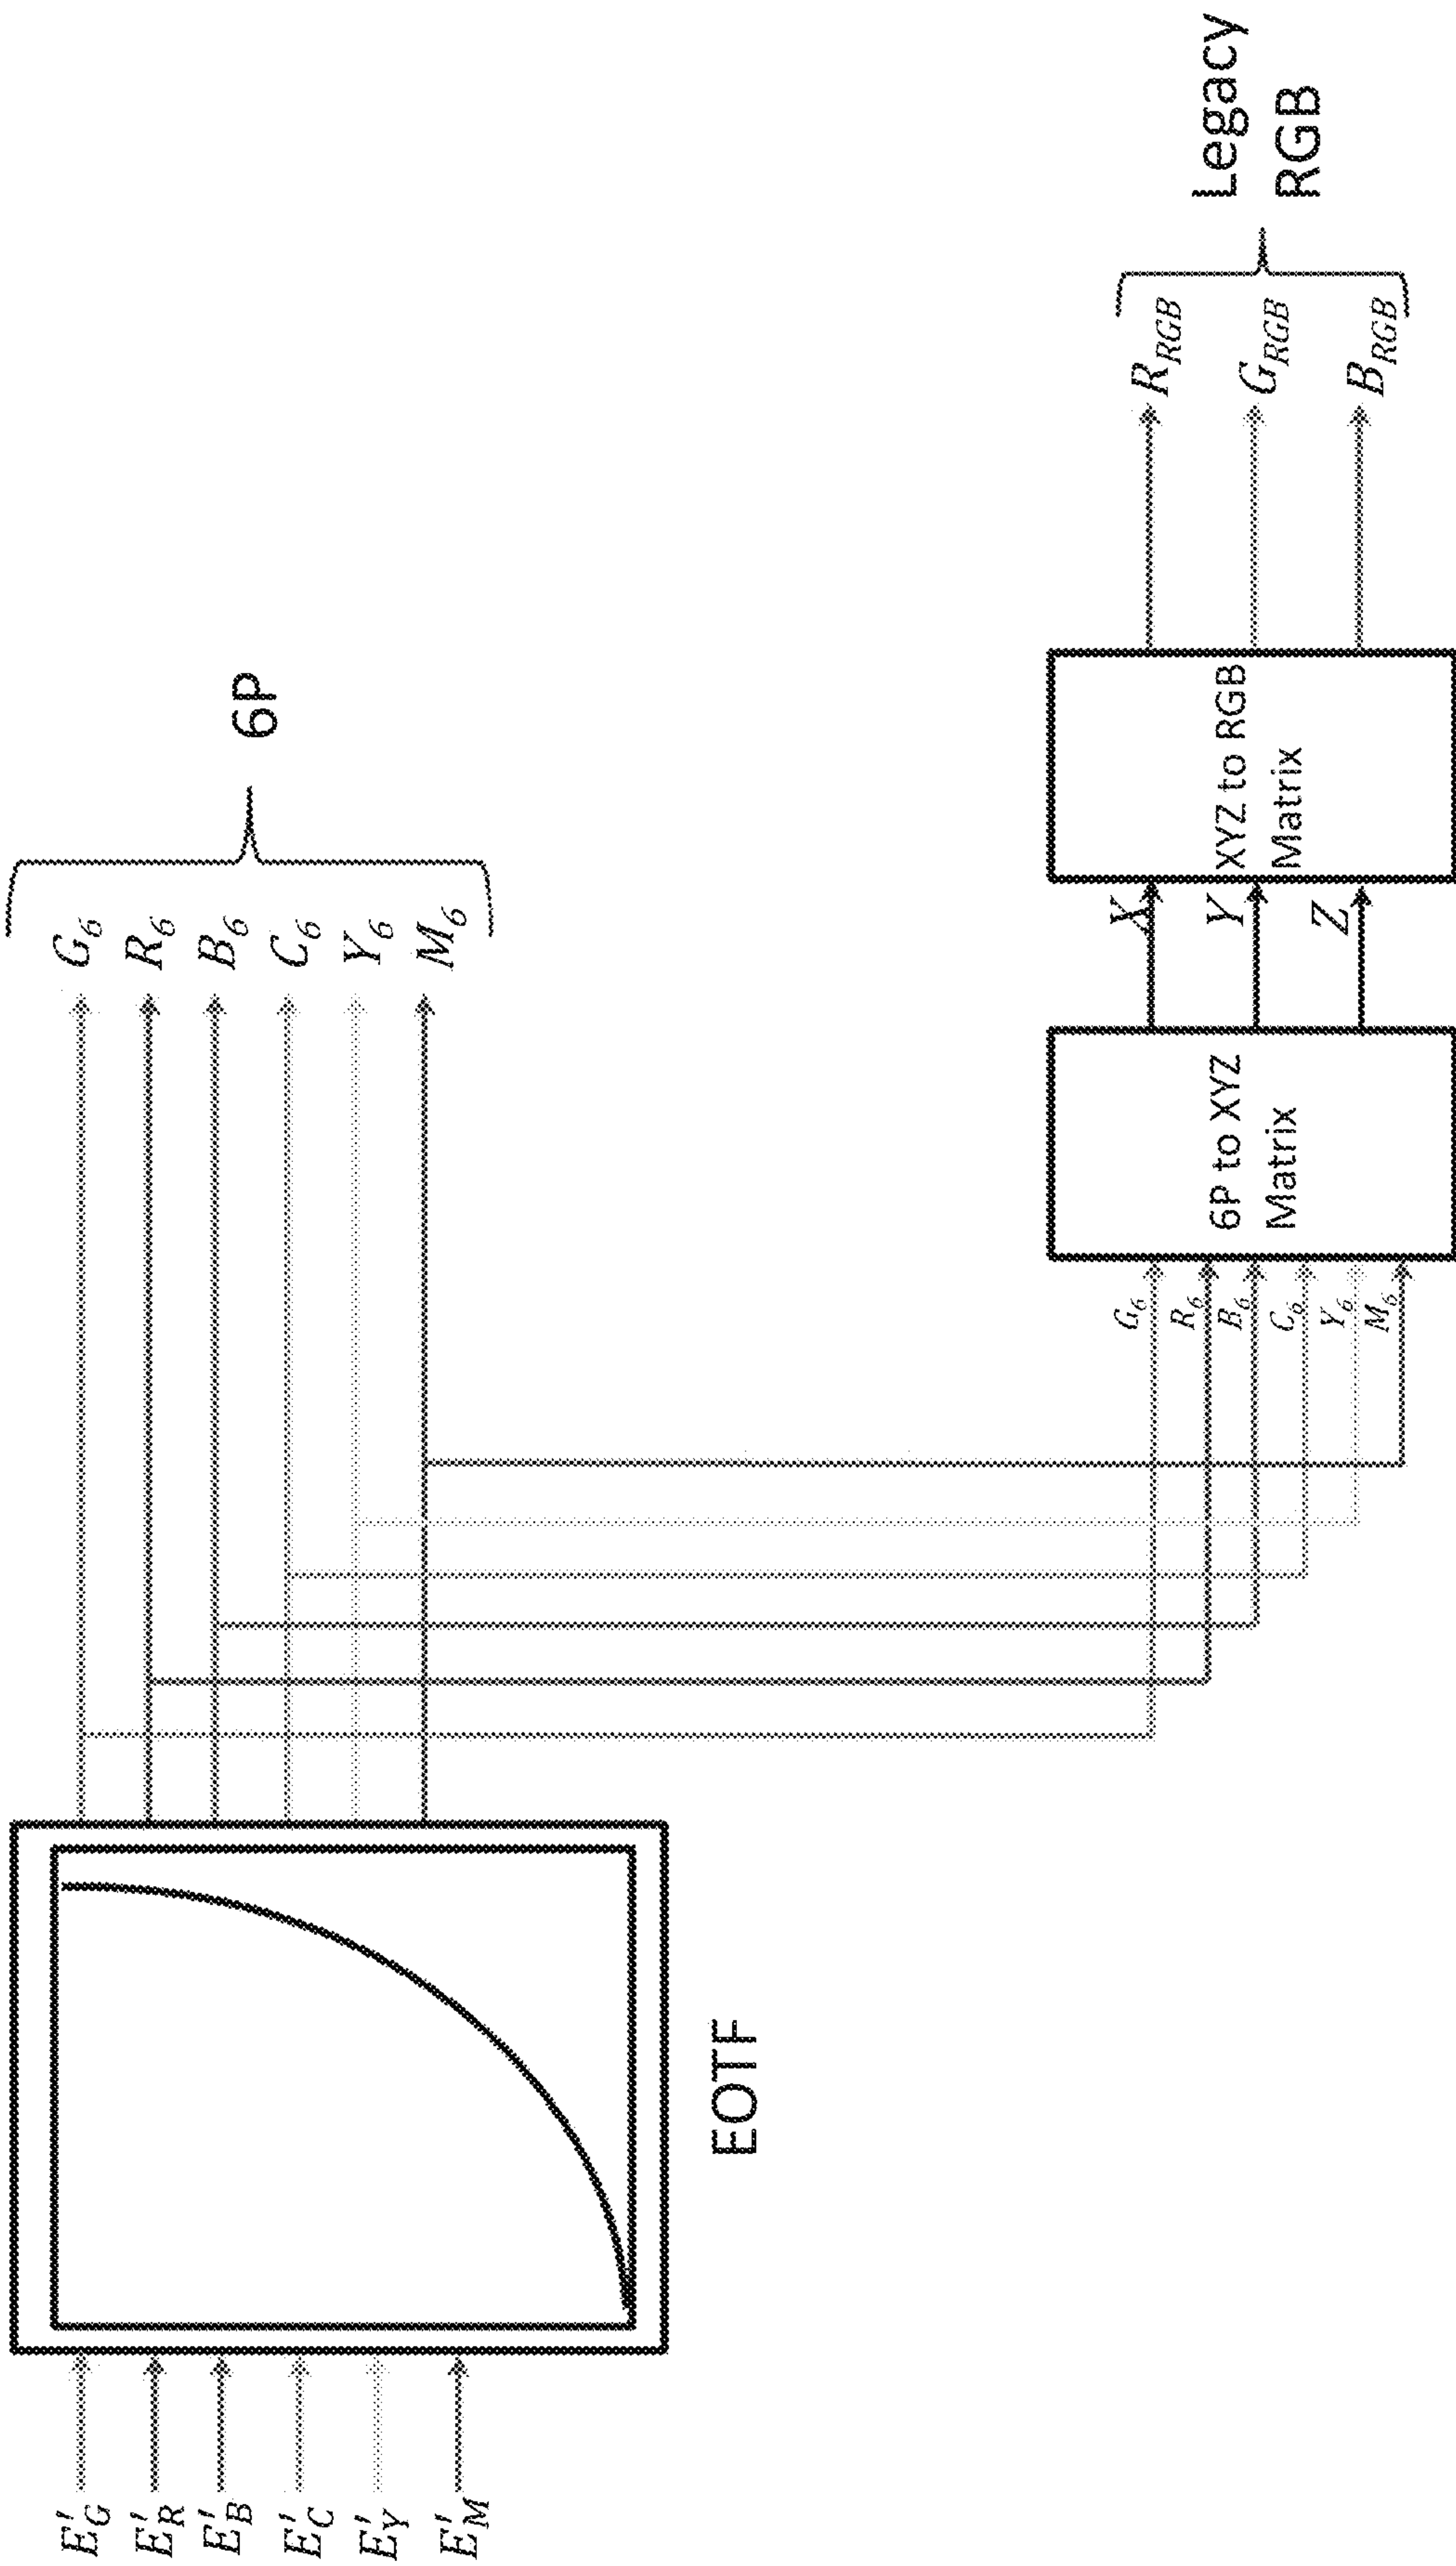 E′G
E′R
E′B
E′C
E′Y
E′M
EOTF
G6
R6
B6
C6
Y6
M6
6P
G6
R6
B6
C6
Y6
M6
6P to XYZ
Matrix
X
Y
Z
XYZ to RGB
Matrix
RRGB
GRGB
BRGB
Legacy
RGB